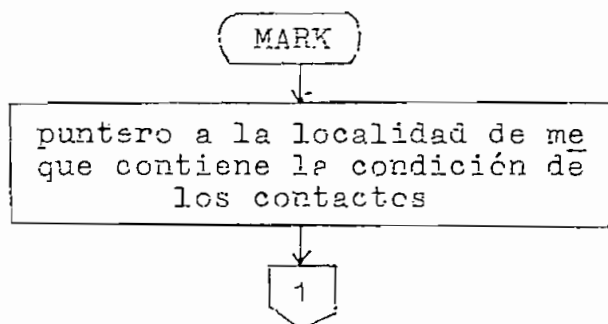 MARK
puntero a la localidad de me
que contiene la condición de
los contactos
1